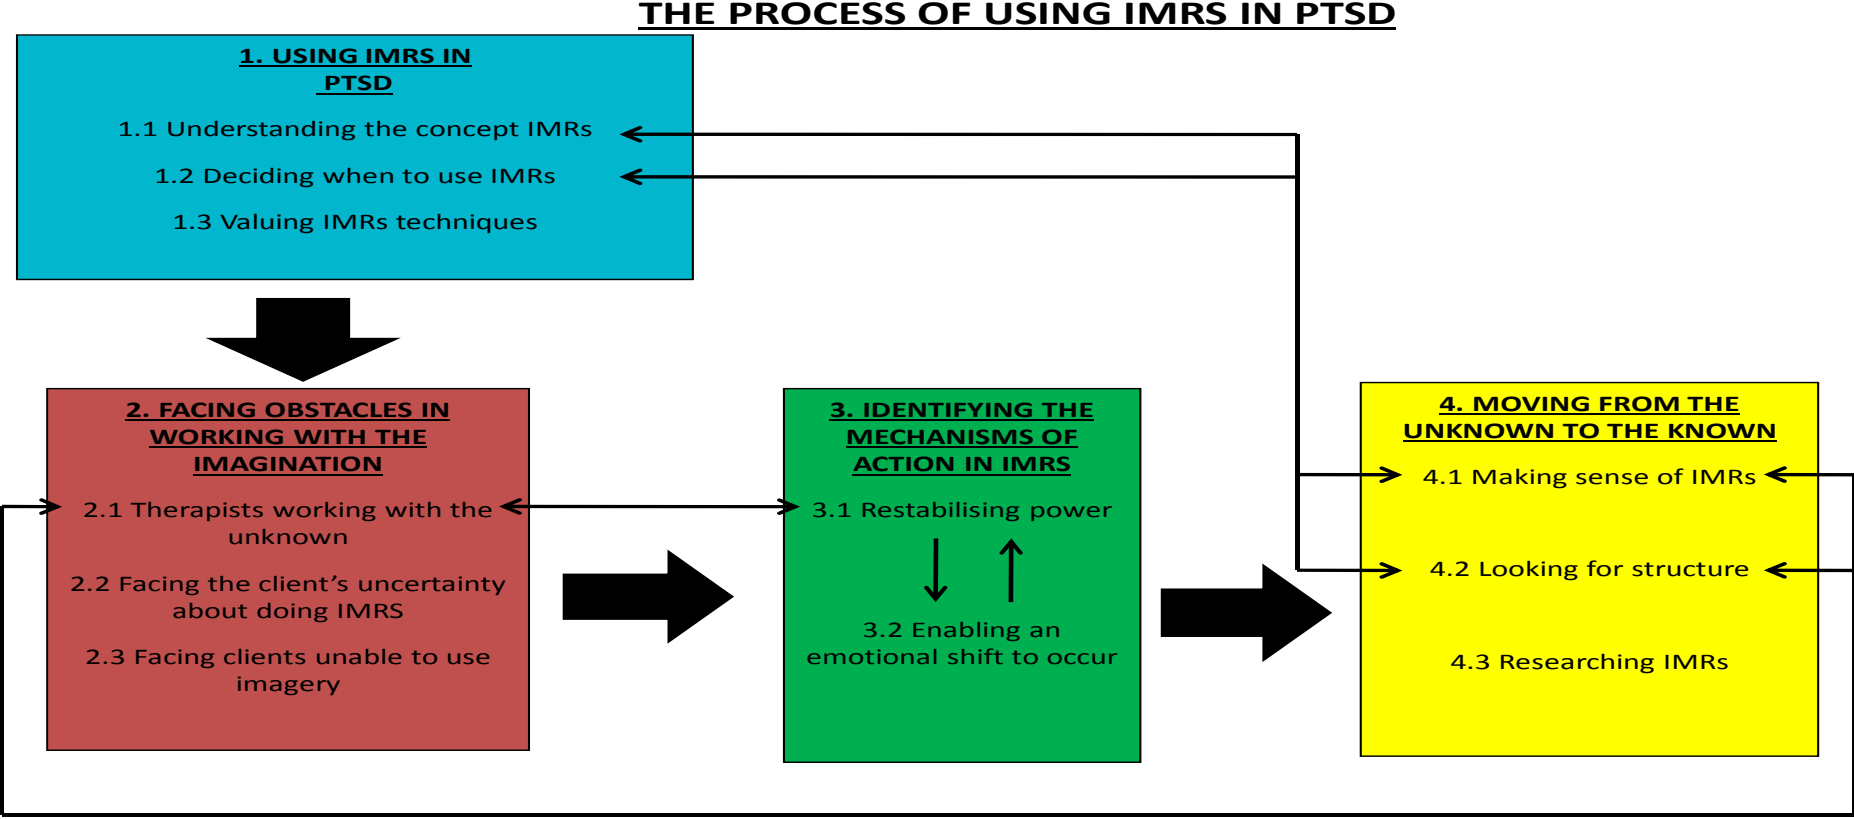 THE PROCESS OF USING IMRS IN PTSD
1. USING IMRS IN
PTSD
1.1 Understanding the concept IMRs
1.2 Deciding when to use IMRs
1.3 Valuing IMRs techniques
2. FACING OBSTACLES IN
WORKING WITH THE
IMAGINATION
2.1 Therapists working with the
unknown
2.2 Facing the client’s uncertainty
about doing IMRS
2.3 Facing clients unable to use
imagery
3. IDENTIFYING THE
MECHANISMS OF
ACTION IN IMRS
3.1 Restabilising power
3.2 Enabling an
emotional shift to occur
4. MOVING FROM THE
UNKNOWN TO THE KNOWN
4.1 Making sense of IMRs
4.2 Looking for structure
4.3 Researching IMRs